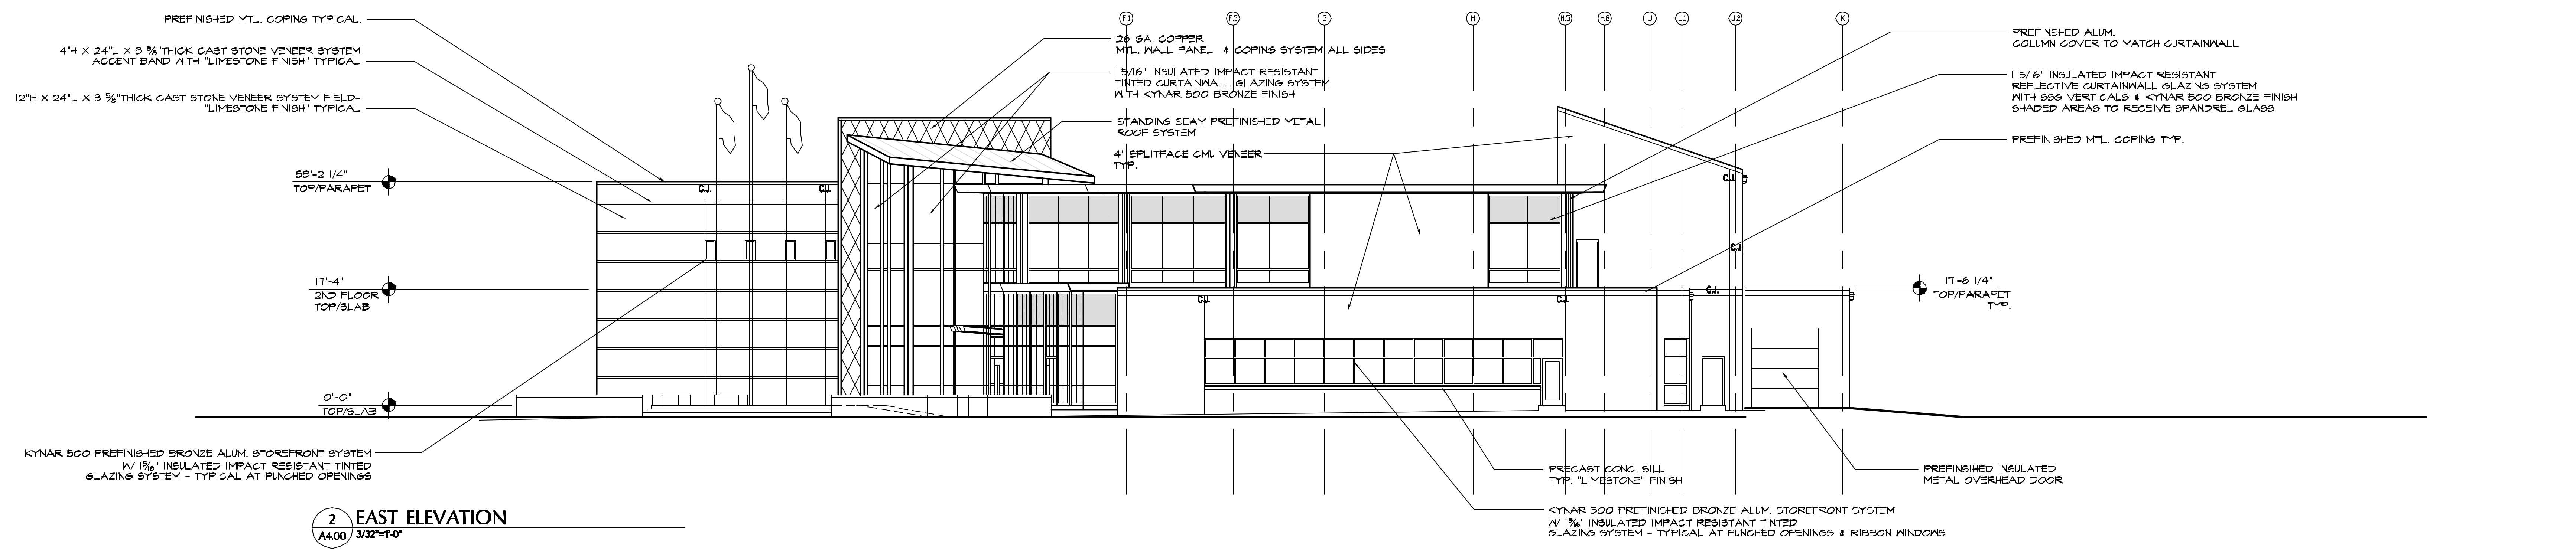 PREFINISHED MTL. COPING TYPICAL.
4"H X 24"L X 3 5/8"THICK CAST STONE VENEER SYSTEM
ACCENT BAND WITH "LIMESTONE FINISH" TYPICAL
12"H X 24"L X 3 5/8"THICK CAST STONE VENEER SYSTEM FIELD-
"LIMESTONE FINISH" TYPICAL
33'-2 1/4"
TOP/PARAPET
17'-4"
2ND FLOOR
TOP/SLAB
0'-0"
TOP/SLAB
KYNAR 500 PREFINISHED BRONZE ALUM. STOREFRONT SYSTEM
W/ 1 5/16" INSULATED IMPACT RESISTANT TINTED
GLAZING SYSTEM - TYPICAL AT PUNCHED OPENINGS
2
A4.00
EAST ELEVATION
3/32"=1'-0"
C.J.
C.J.
26 GA. COPPER
MTL. WALL PANEL & COPING SYSTEM ALL SIDES
1 5/16" INSULATED IMPACT RESISTANT
TINTED CURTAINWALL GLAZING SYSTEM
WITH KYNAR 500 BRONZE FINISH
STANDING SEAM PREFINISHED METAL
ROOF SYSTEM
4" SPLITFACE CMU VENEER
TYP.
F.1
F.5
G
H
H.5
H.8
J
J.1
J.2
K
C.J.
C.J.
C.J.
C.J.
C.J.
PREFINSHED ALUM.
COLUMN COVER TO MATCH CURTAINWALL
1 5/16" INSULATED IMPACT RESISTANT
REFLECTIVE CURTAINWALL GLAZING SYSTEM
WITH SSG VERTICALS & KYNAR 500 BRONZE FINISH
SHADED AREAS TO RECEIVE SPANDREL GLASS
PREFINISHED MTL. COPING TYP.
17'-6 1/4"
TOP/PARAPET
TYP.
PRECAST CONC. SILL
TYP. "LIMESTONE" FINISH
PREFINSIHED INSULATED
METAL OVERHEAD DOOR
KYNAR 500 PREFINISHED BRONZE ALUM. STOREFRONT SYSTEM
W/ 1 5/16" INSULATED IMPACT RESISTANT TINTED
GLAZING SYSTEM - TYPICAL AT PUNCHED OPENINGS & RIBBON WINDOWS